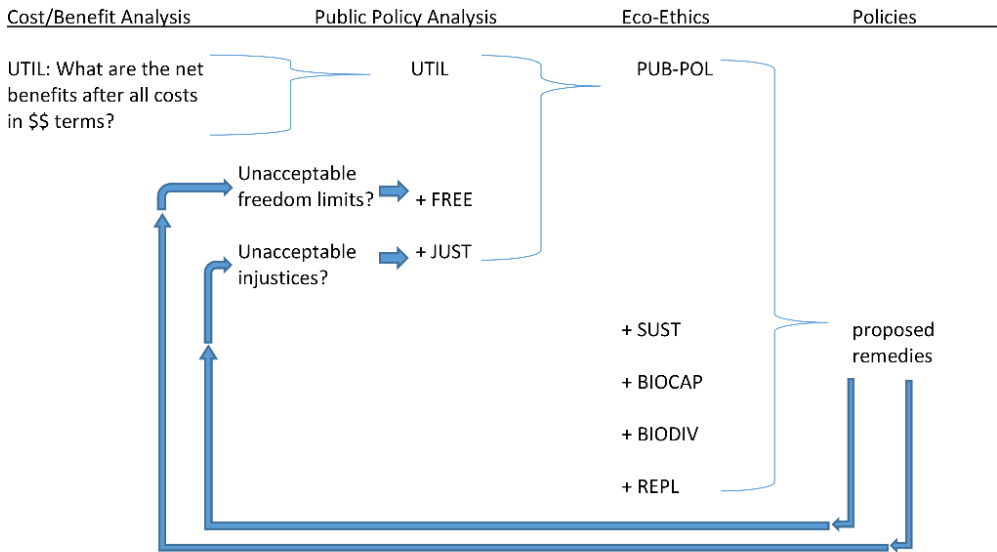 Cost/Benefit Analysis
Public Policy Analysis
Eco-Ethics
Policies
UTIL: What are the net
benefits after all costs
in $$ terms?
UTIL
PUB-POL
Unacceptable
freedom limits?
+ FREE
Unacceptable
injustices?
+ JUST
+ SUST
+ BIOCAP
+ BIODIV
+ REPL
proposed
remedies